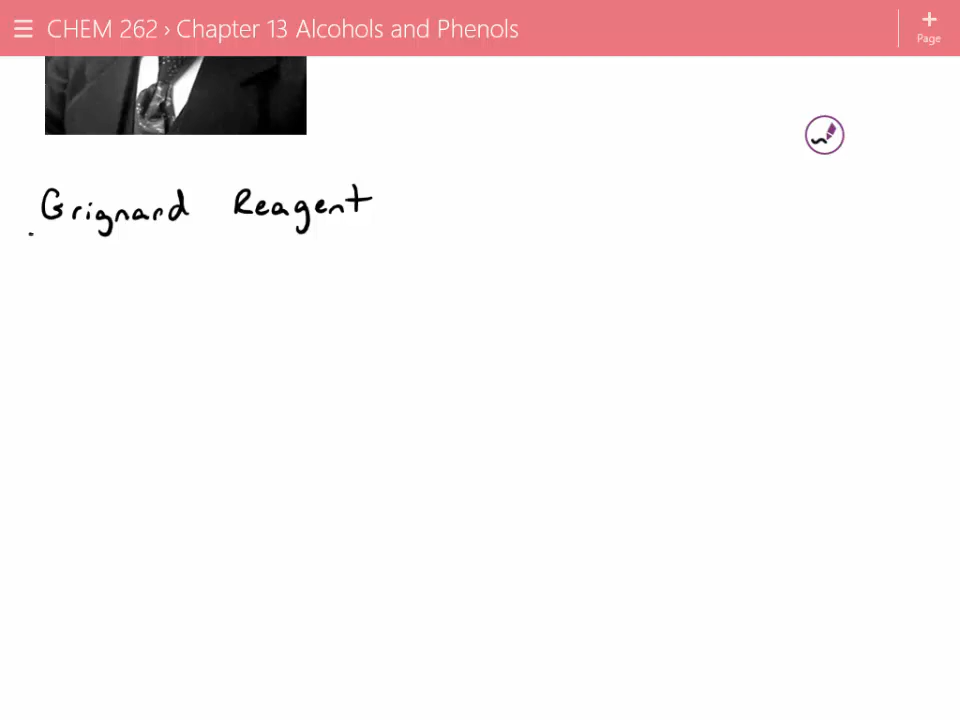 CHEM 262 › Chapter 13 Alcohols and Phenols
Page
Grignard Reagent